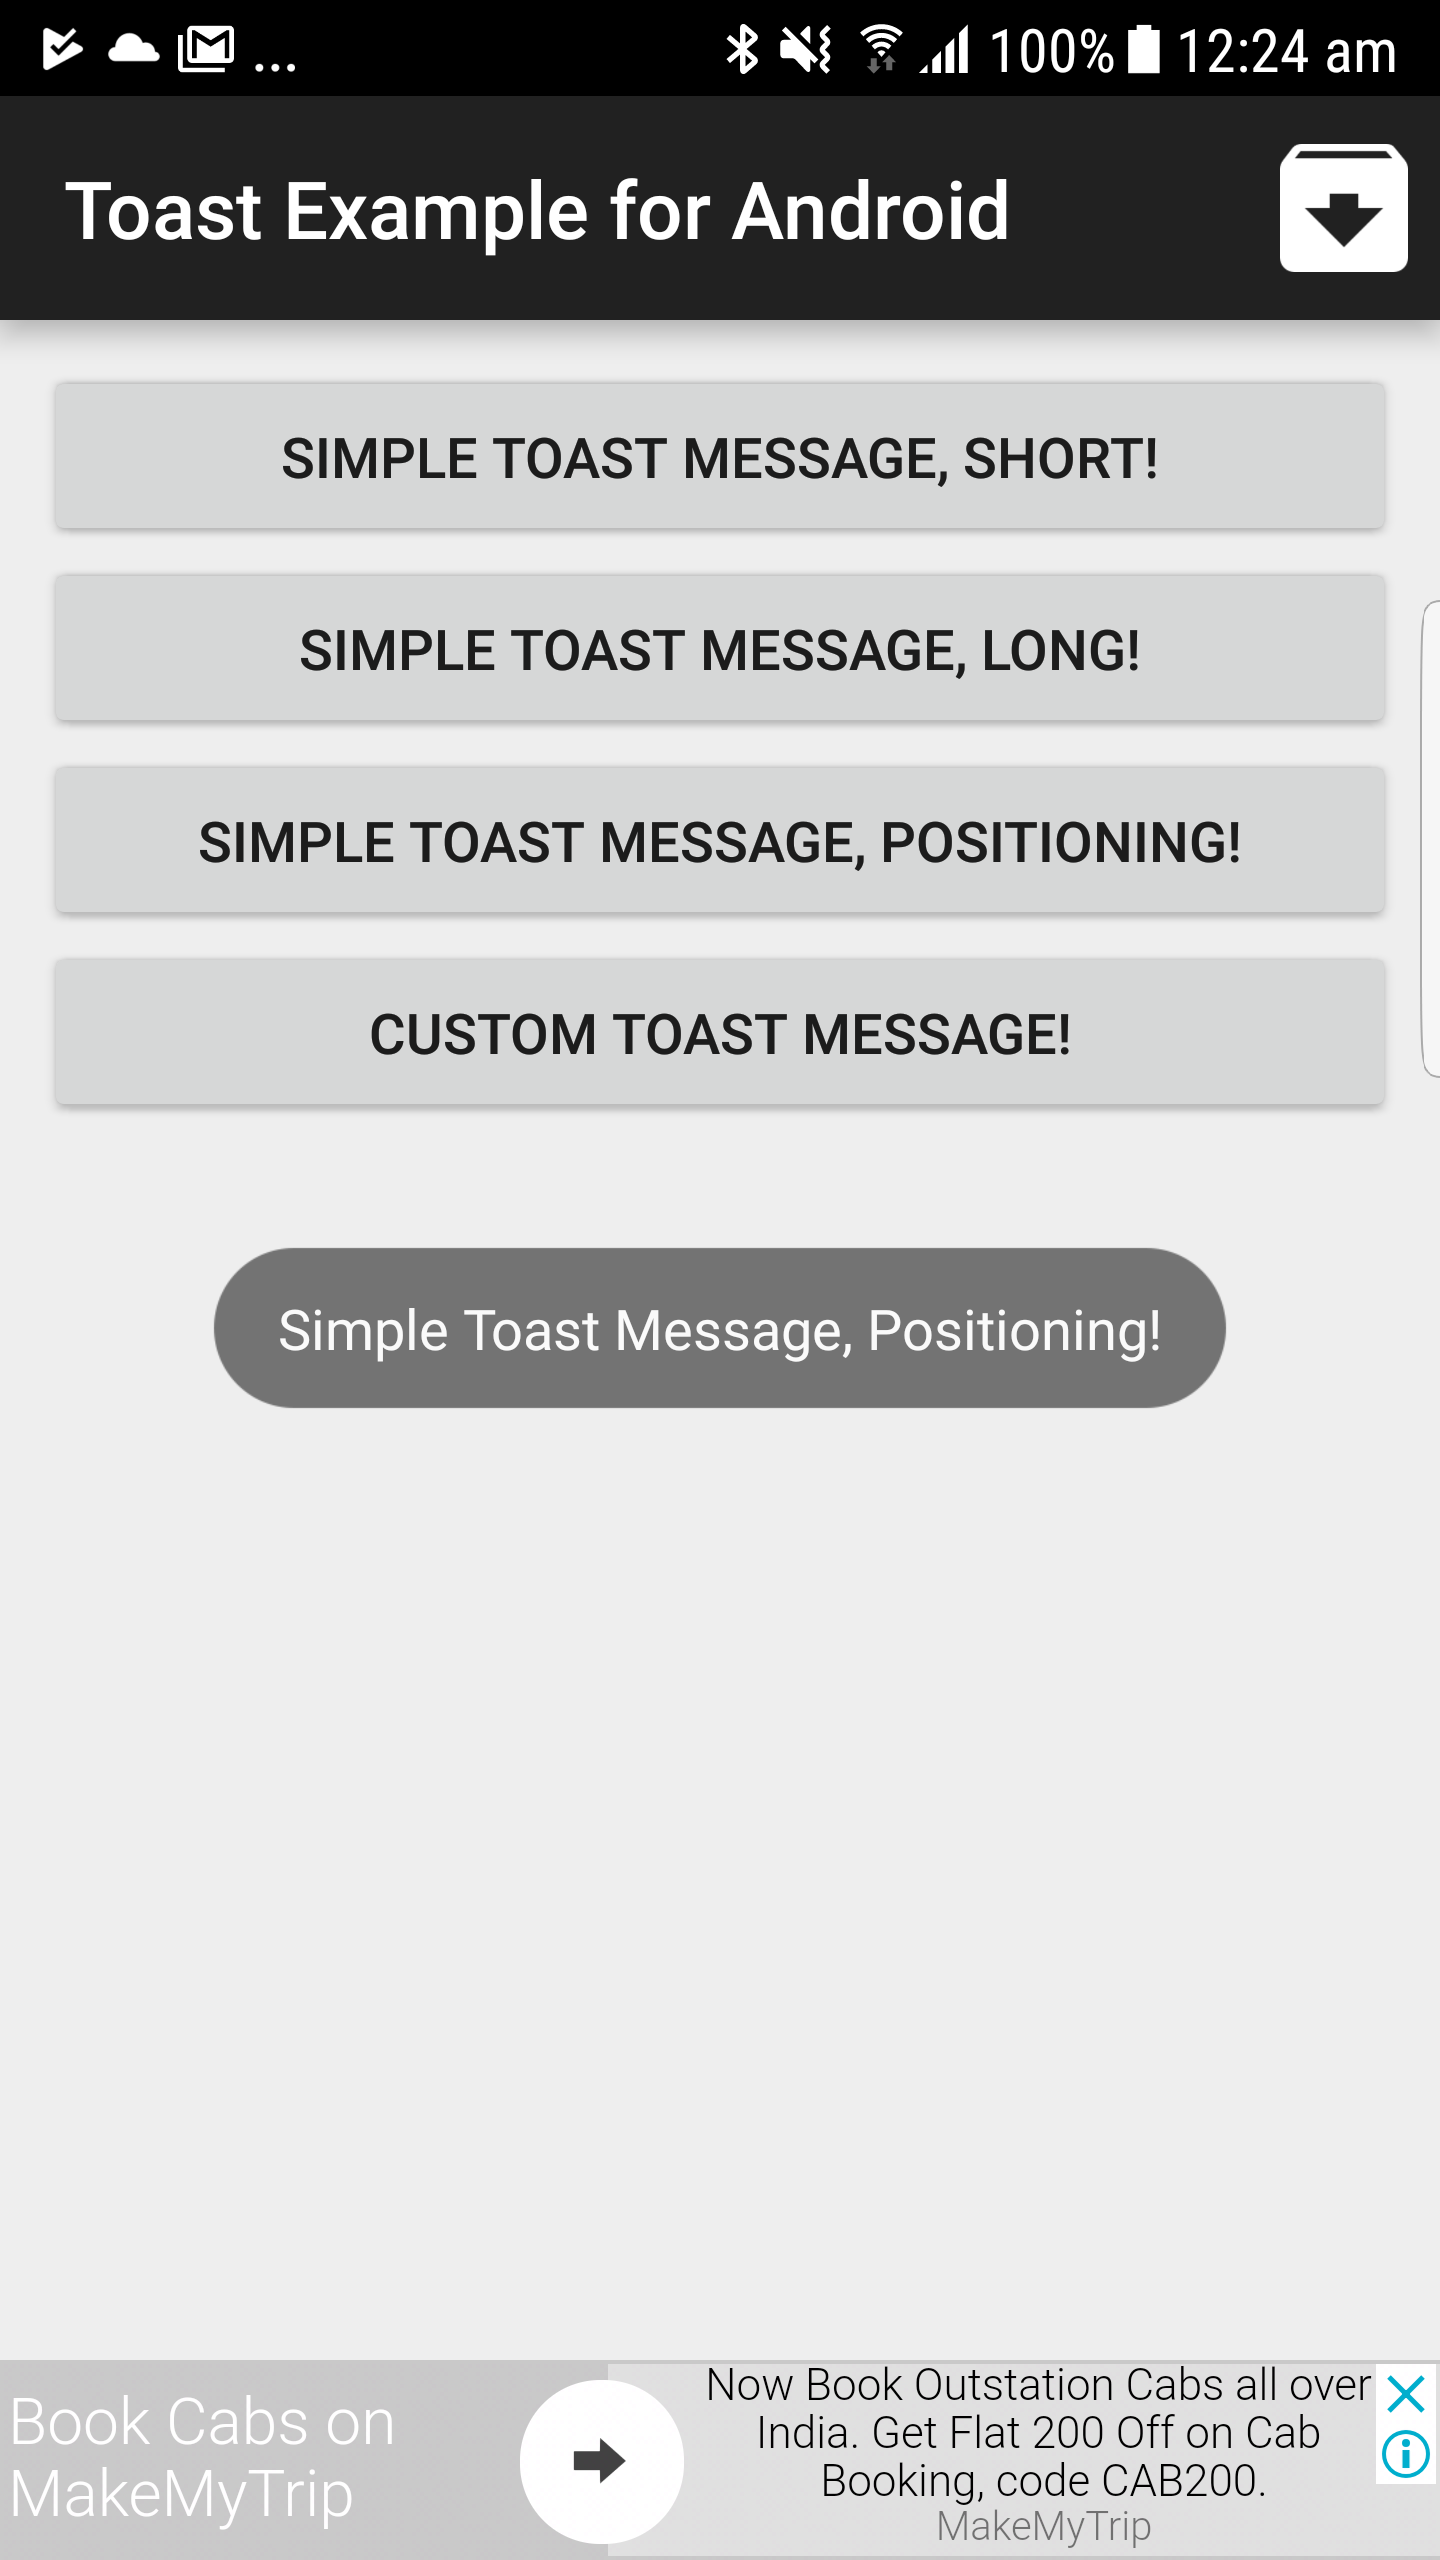 ... 100% 12:24 am
Toast Example for Android
SIMPLE TOAST MESSAGE, SHORT!
SIMPLE TOAST MESSAGE, LONG!
SIMPLE TOAST MESSAGE, POSITIONING!
CUSTOM TOAST MESSAGE!
Simple Toast Message, Positioning!
Book Cabs on
MakeMyTrip
Now Book Outstation Cabs all over
India. Get Flat 200 Off on Cab
Booking, code CAB200.
MakeMyTrip